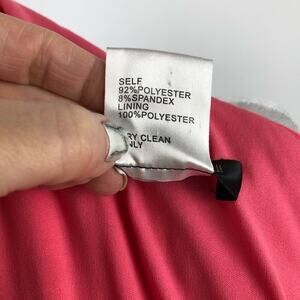 SELF
92%POLYESTER
8%SPANDEX
LINING
100%POLYESTER
RY CLEAN
NLY